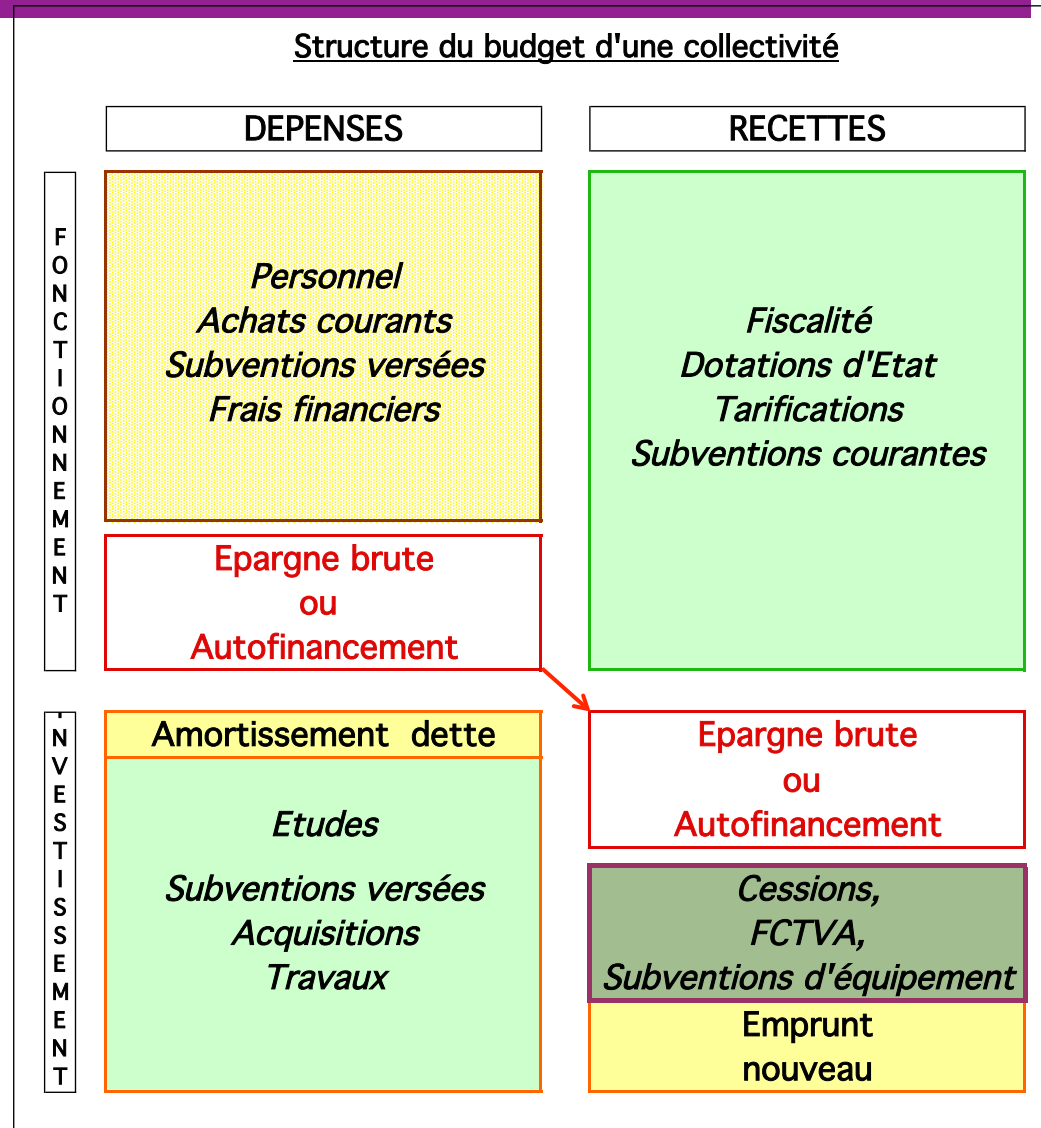 Structure du budget d'une collectivité
DEPENSES
RECETTES
FONCTIONNEMENT
Personnel
Achats courants
Subventions versées
Frais financiers
Fiscalité
Dotations d'Etat
Tarifications
Subventions courantes
Epargne brute
ou
Autofinancement
INVESTISSEMENT
Amortissement dette
Etudes
Subventions versées
Acquisitions
Travaux
Epargne brute
ou
Autofinancement
Cessions,
FCTVA,
Subventions d'équipement
Emprunt
nouveau